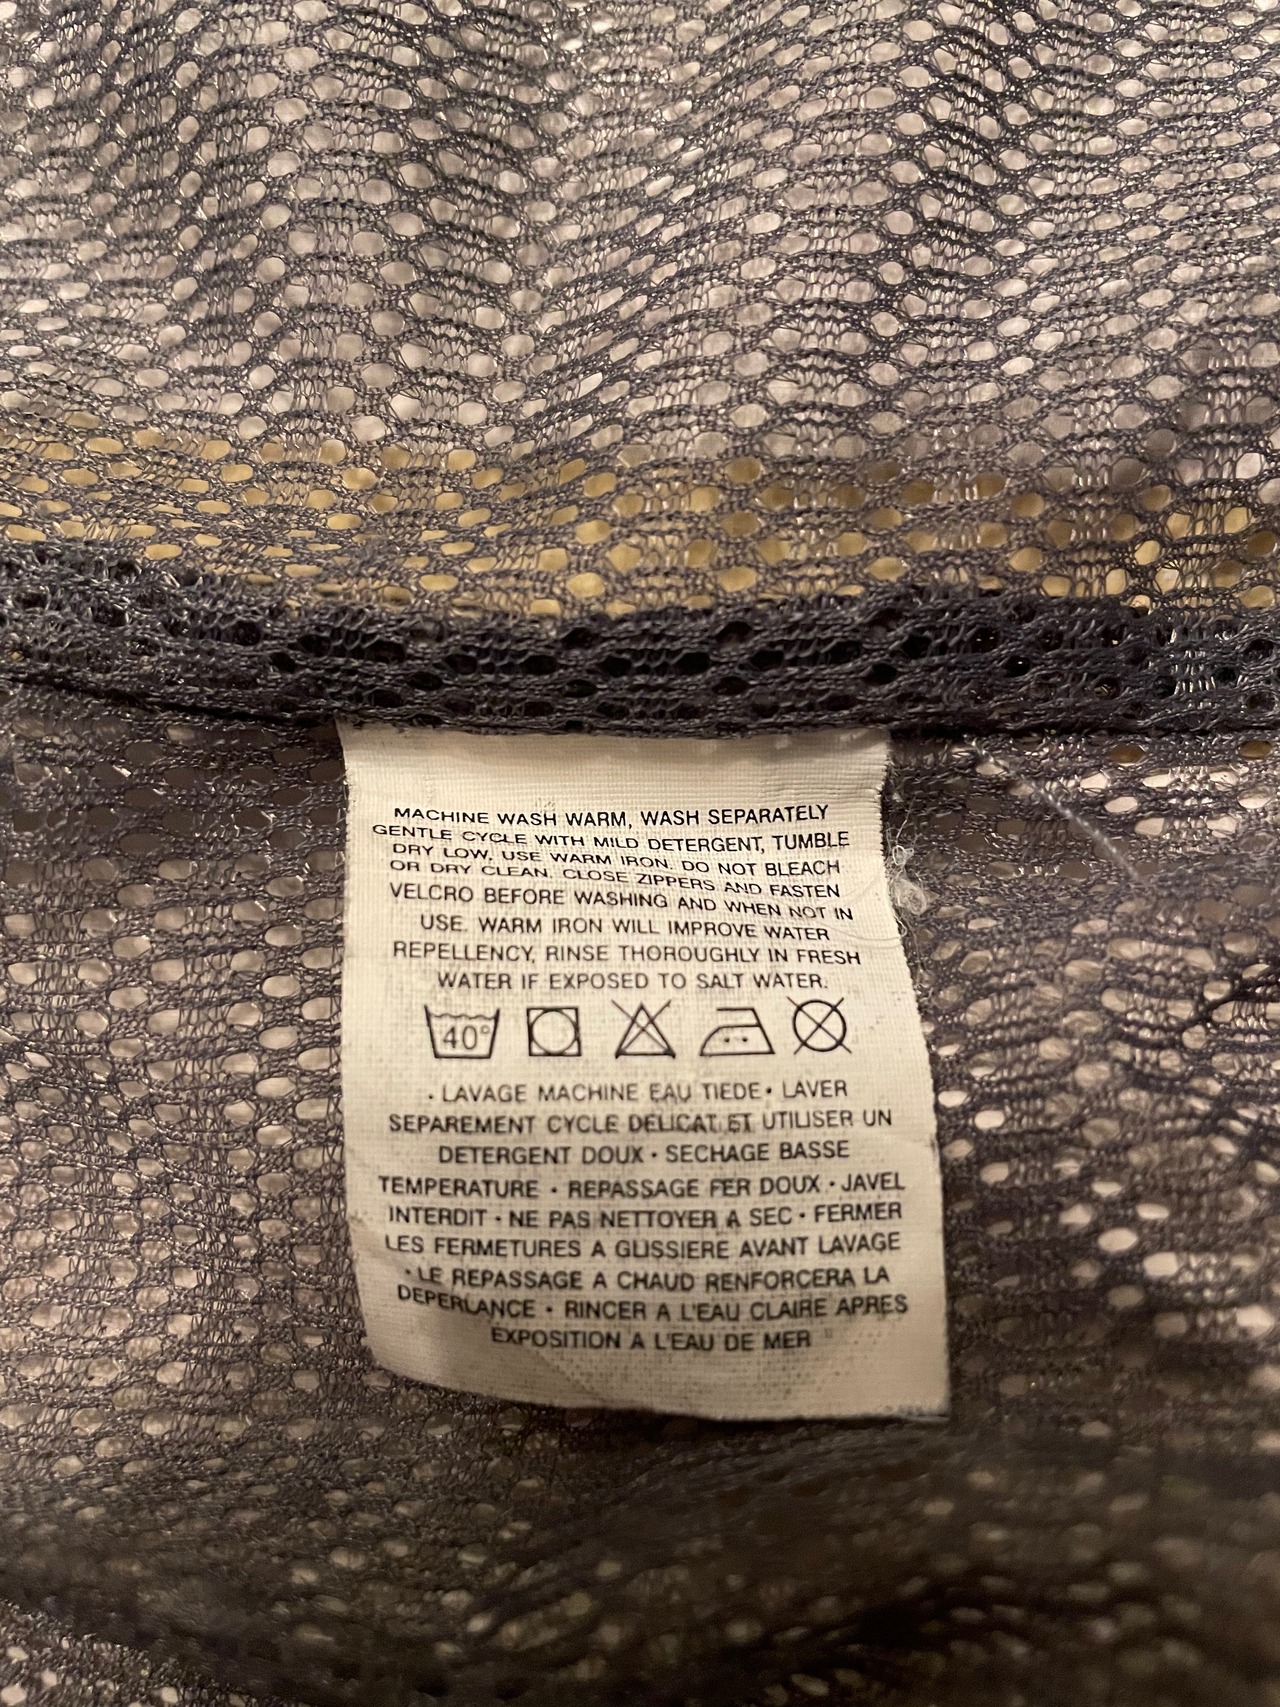 MACHINE WASH WARM, WASH SEPARATELY
GENTLE CYCLE WITH MILD DETERGENT, TUMBLE
DRY LOW, USE WARM IRON. DO NOT BLEACH
OR DRY CLEAN. CLOSE ZIPPERS AND FASTEN
VELCRO BEFORE WASHING AND WHEN NOT IN
USE. WARM IRON WILL IMPROVE WATER
REPELLENCY, RINSE THOROUGHLY IN FRESH
WATER IF EXPOSED TO SALT WATER.
40°
• LAVAGE MACHINE EAU TIEDE • LAVER
SEPAREMENT CYCLE DELICAT ET UTILISER UN
DETERGENT DOUX • SECHAGE BASSE
TEMPERATURE • REPASSAGE FER DOUX • JAVEL
INTERDIT • NE PAS NETTOYER A SEC • FERMER
LES FERMETURES A GLISSIERE AVANT LAVAGE
• LE REPASSAGE A CHAUD RENFORCERA LA
DEPERLANCE • RINCER A L'EAU CLAIRE APRES
EXPOSITION A L'EAU DE MER